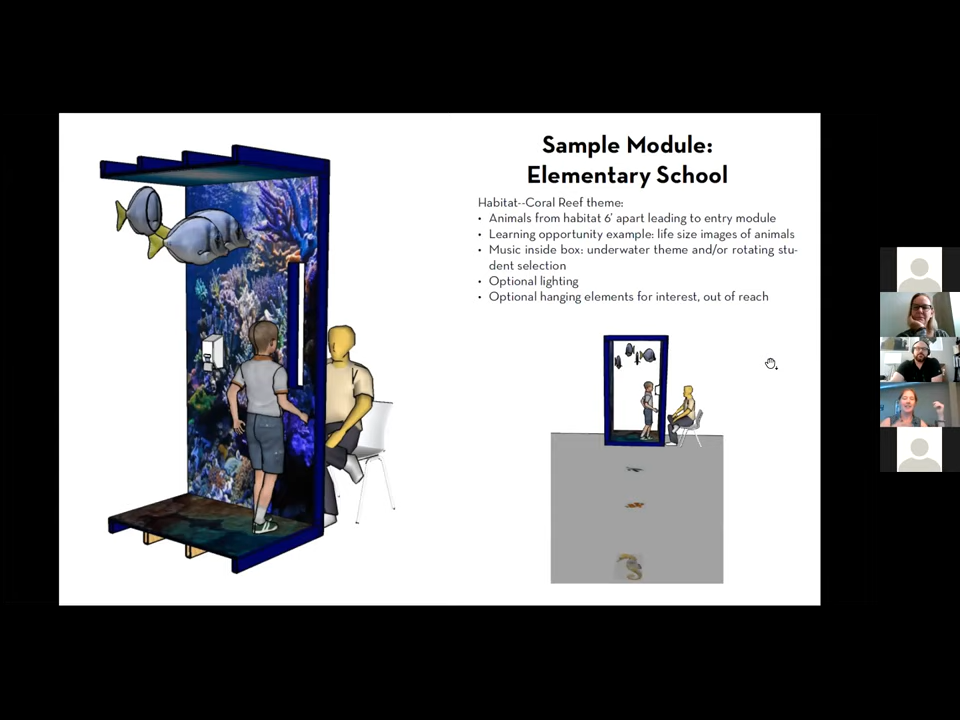 Sample Module:
Elementary School
Habitat--Coral Reef theme:
• Animals from habitat 6' apart leading to entry module
• Learning opportunity example: life size images of animals
• Music inside box: underwater theme and/or rotating stu-
dent selection
• Optional lighting
• Optional hanging elements for interest, out of reach